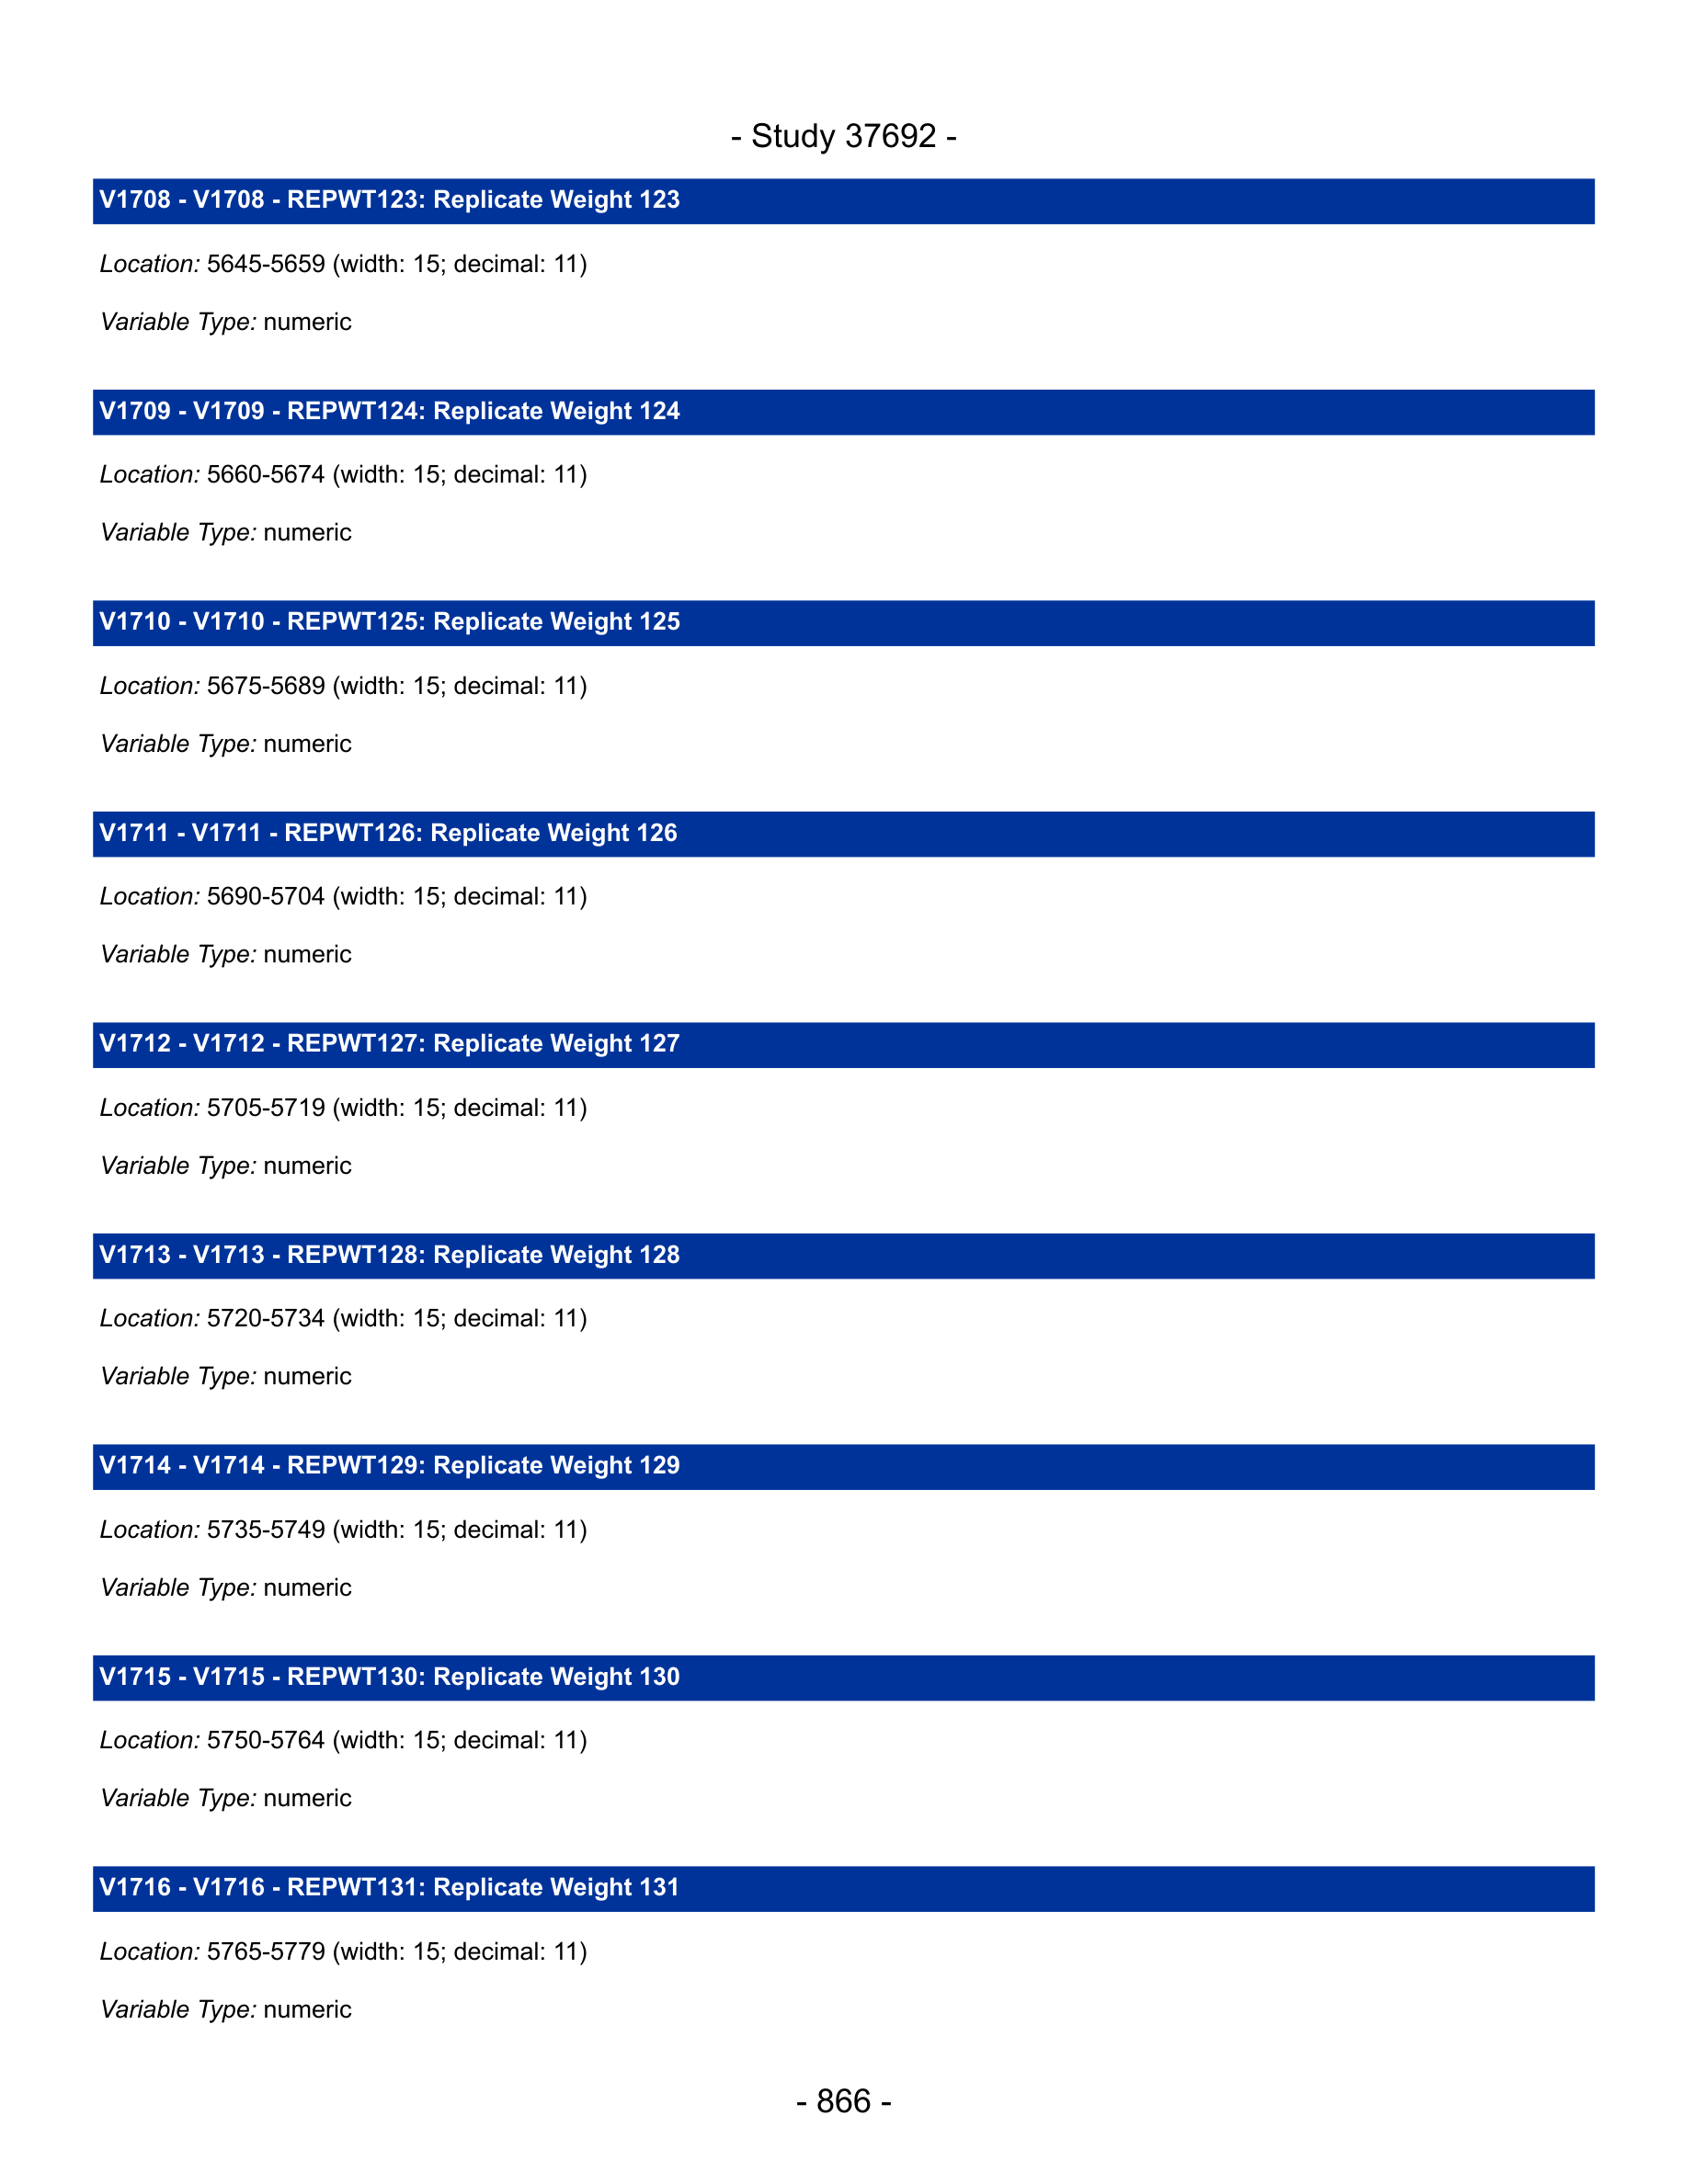 - Study 37692 -
V1708 - V1708 - REPWT123: Replicate Weight 123
Location: 5645-5659 (width: 15; decimal: 11)
Variable Type: numeric
V1709 - V1709 - REPWT124: Replicate Weight 124
Location: 5660-5674 (width: 15; decimal: 11)
Variable Type: numeric
V1710 - V1710 - REPWT125: Replicate Weight 125
Location: 5675-5689 (width: 15; decimal: 11)
Variable Type: numeric
V1711 - V1711 - REPWT126: Replicate Weight 126
Location: 5690-5704 (width: 15; decimal: 11)
Variable Type: numeric
V1712 - V1712 - REPWT127: Replicate Weight 127
Location: 5705-5719 (width: 15; decimal: 11)
Variable Type: numeric
V1713 - V1713 - REPWT128: Replicate Weight 128
Location: 5720-5734 (width: 15; decimal: 11)
Variable Type: numeric
V1714 - V1714 - REPWT129: Replicate Weight 129
Location: 5735-5749 (width: 15; decimal: 11)
Variable Type: numeric
V1715 - V1715 - REPWT130: Replicate Weight 130
Location: 5750-5764 (width: 15; decimal: 11)
Variable Type: numeric
V1716 - V1716 - REPWT131: Replicate Weight 131
Location: 5765-5779 (width: 15; decimal: 11)
Variable Type: numeric
- 866 -